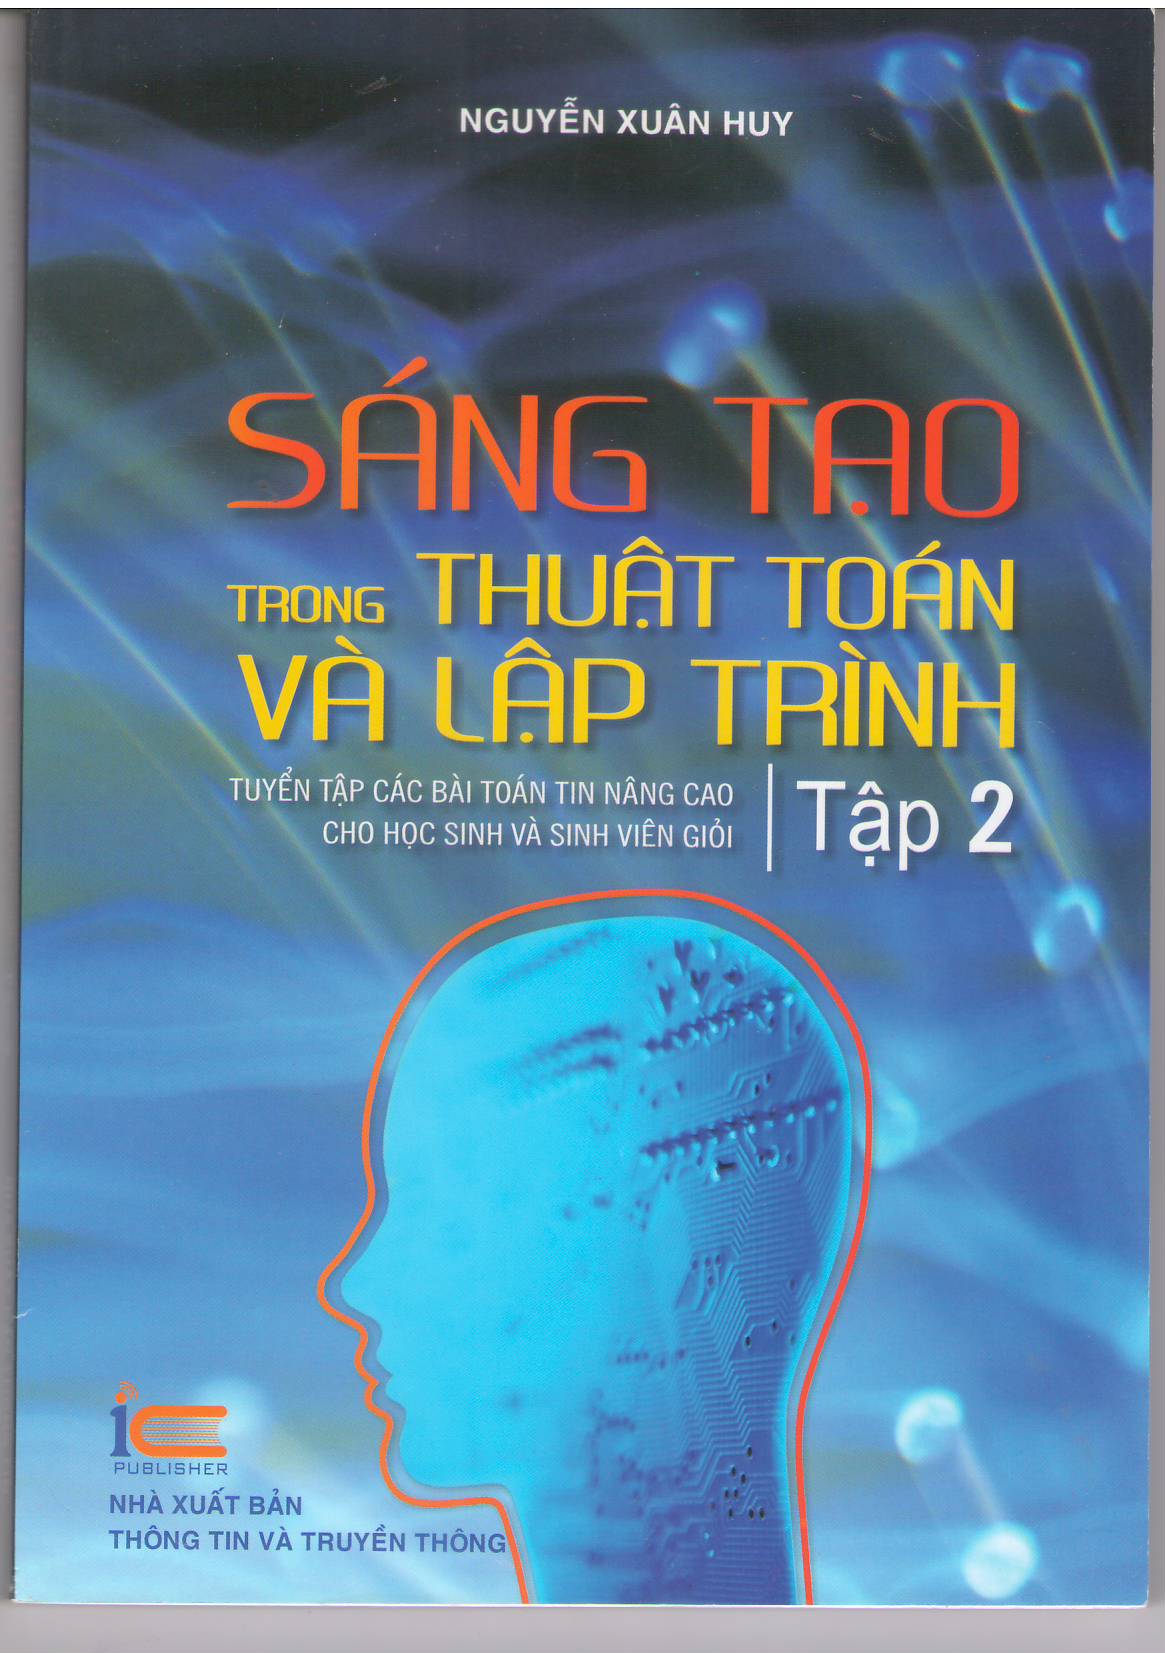 NGUYỄN XUÂN HUY
SÁNG TẠO
TRONG THUẬT TOÁN
VÀ LẬP TRÌNH
TUYỂN TẬP CÁC BÀI TOÁN TIN NÂNG CAO
CHO HỌC SINH VÀ SINH VIÊN GIỎI
Tập 2
iC
PUBLISHER
NHÀ XUẤT BẢN
THÔNG TIN VÀ TRUYỀN THÔNG